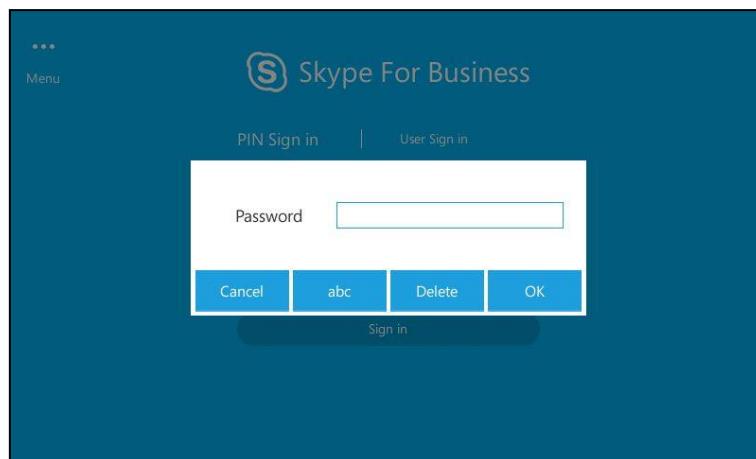 Menu
S Skype For Business
PIN Sign in | User Sign in
Password
Cancel abc Delete OK
Sign in